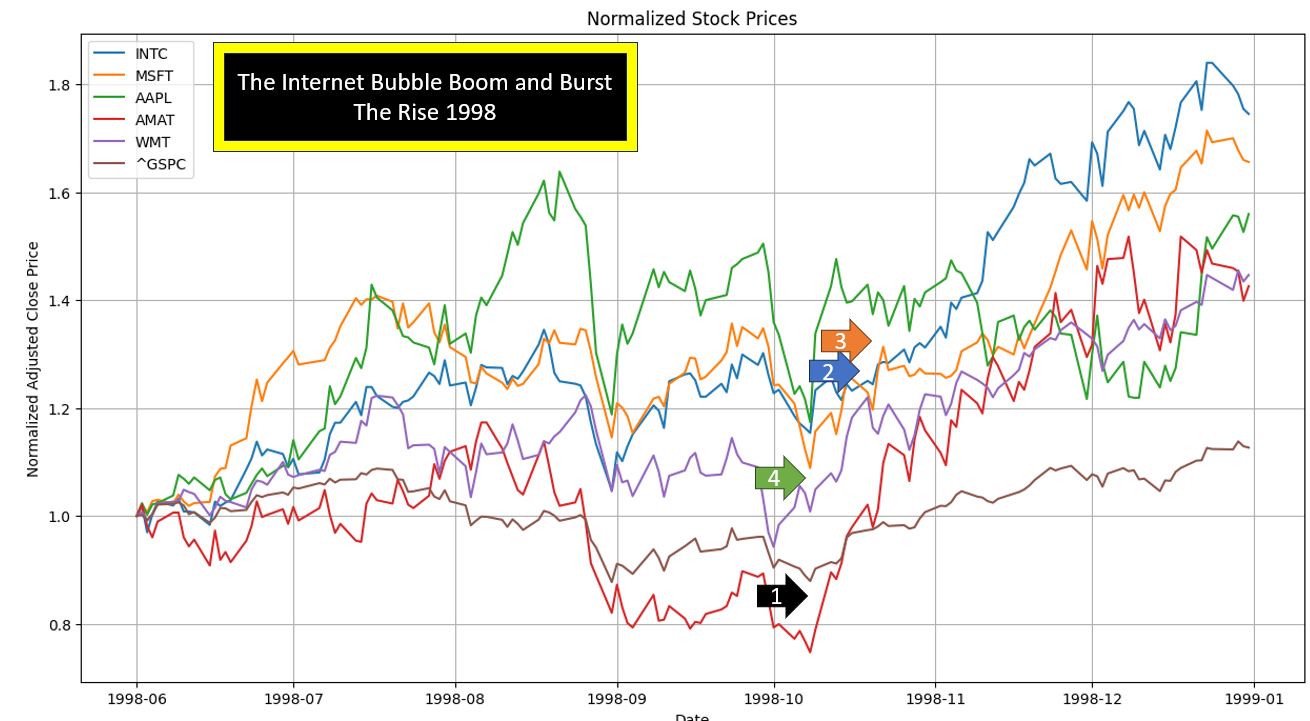 Normalized Stock Prices
INTC
MSFT
AAPL
AMAT
WMT
^GSPC
The Internet Bubble Boom and Burst
The Rise 1998
Normalized Adjusted Close Price
1.8
1.6
1.4
1.2
1.0
0.8
3
2
4
1
1998-06
1998-07
1998-08
1998-09
1998-10
1998-11
1998-12
1999-01
Date